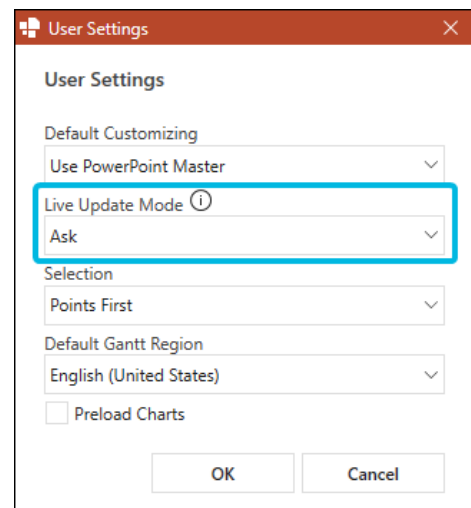 User Settings
User Settings
Default Customizing
Use PowerPoint Master
Live Update Mode
Ask
Selection
Points First
Default Gantt Region
English (United States)
Preload Charts
OK Cancel